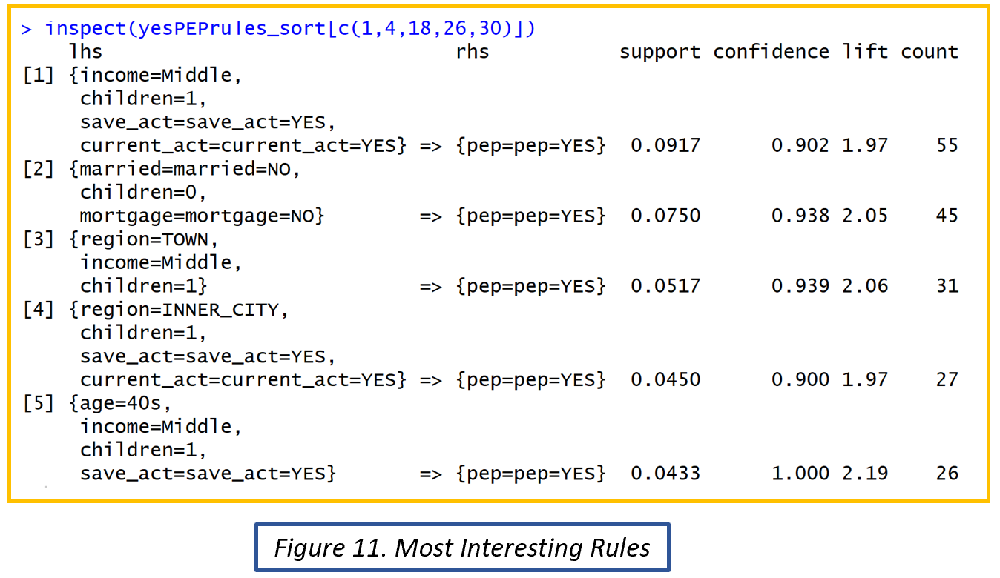 > inspect(yesPEPrules_sort[c(1,4,18,26,30)])
lhs rhs support confidence lift count
[1] {income=Middle,
children=1,
save_act=save_act=YES,
current_act=current_act=YES} => {pep=pep=YES} 0.0917 0.902 1.97 55
[2] {married=married=NO,
children=0,
mortgage=mortgage=NO} => {pep=pep=YES} 0.0750 0.938 2.05 45
[3] {region=TOWN,
income=Middle,
children=1} => {pep=pep=YES} 0.0517 0.939 2.06 31
[4] {region=INNER_CITY,
children=1,
save_act=save_act=YES,
current_act=current_act=YES} => {pep=pep=YES} 0.0450 0.900 1.97 27
[5] {age=40s,
income=Middle,
children=1,
save_act=save_act=YES} => {pep=pep=YES} 0.0433 1.000 2.19 26
Figure 11. Most Interesting Rules